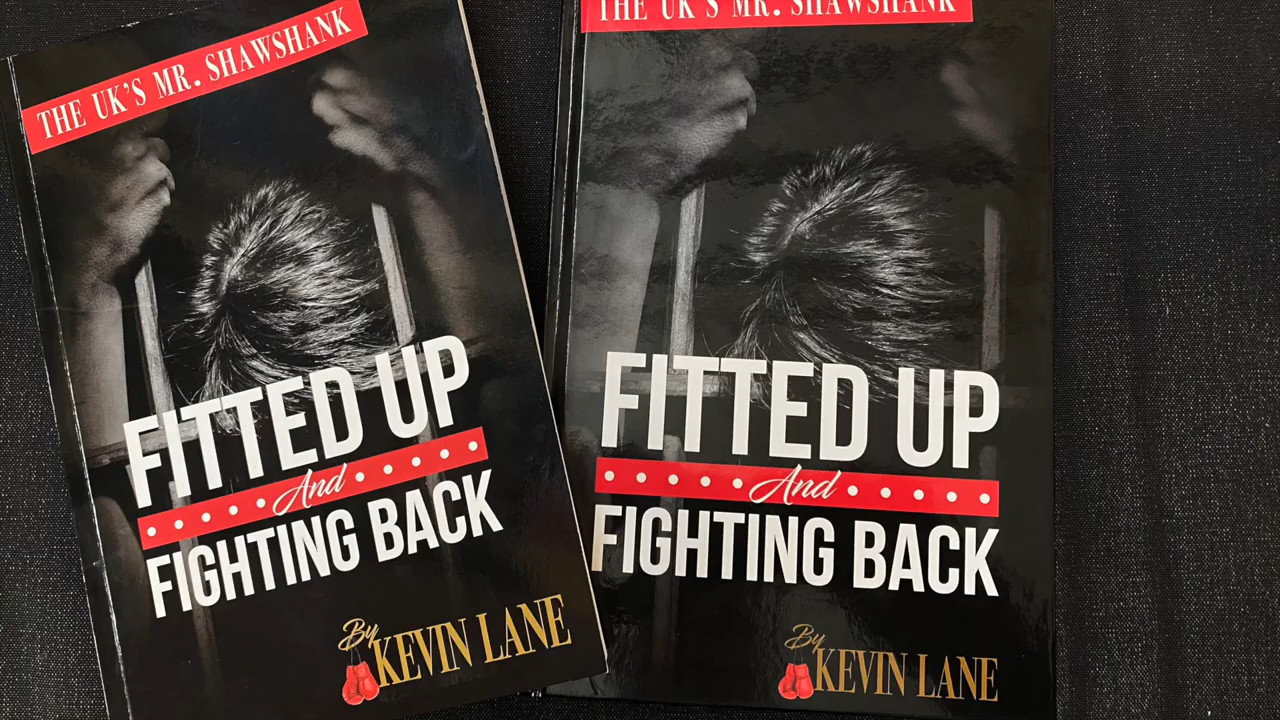 THE UK'S MR. SHAWSHANK
FITTED UP
And
FIGHTING BACK
By
KEVIN LANE
THE UK'S MR. SHAWSHANK
FITTED UP
And
FIGHTING BACK
By
KEVIN LANE